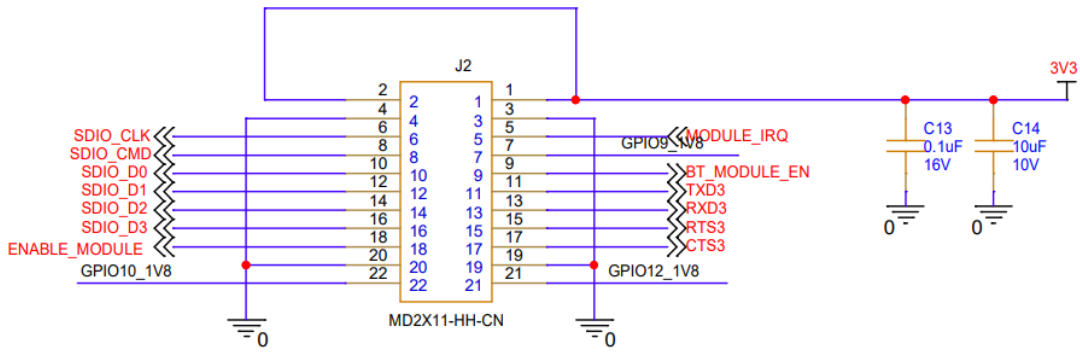 J2
3V3
2 2 1 1
4 4 3 3
SDIO_CLK 6 6 5 5 MODULE_IRQ
SDIO_CMD 8 8 7 7 GPIO9_1V8
SDIO_D0 10 10 9 9 BT_MODULE_EN
SDIO_D1 12 12 11 11 TXD3
SDIO_D2 14 14 13 13 RXD3
SDIO_D3 16 16 15 15 RTS3
ENABLE_MODULE 18 18 17 17 CTS3
20 20 19 19
GPIO10_1V8 22 22 21 21 GPIO12_1V8
MD2X11-HH-CN
0
0
C13
0.1uF
16V
C14
10uF
10V
0
0